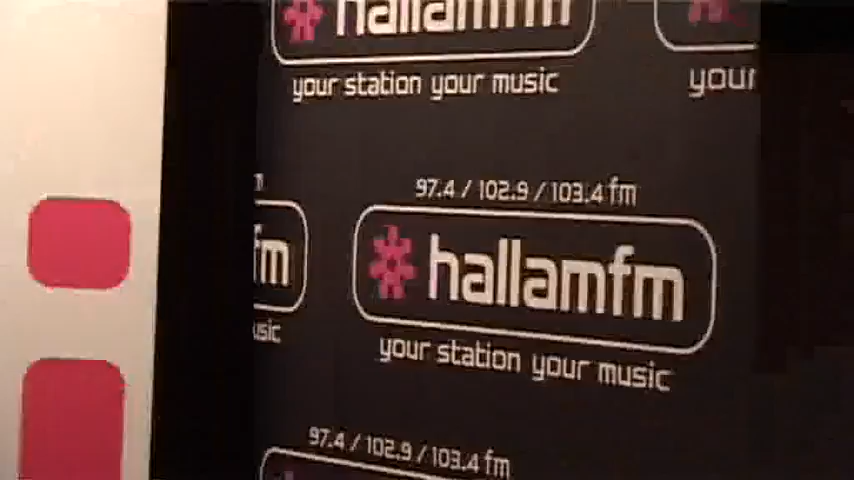 hallamfm
your station your music
your
97.4 / 102.9 / 103.4 fm
hallamfm
your station your music
fm
usic
97.4 / 102.9 / 103.4 fm